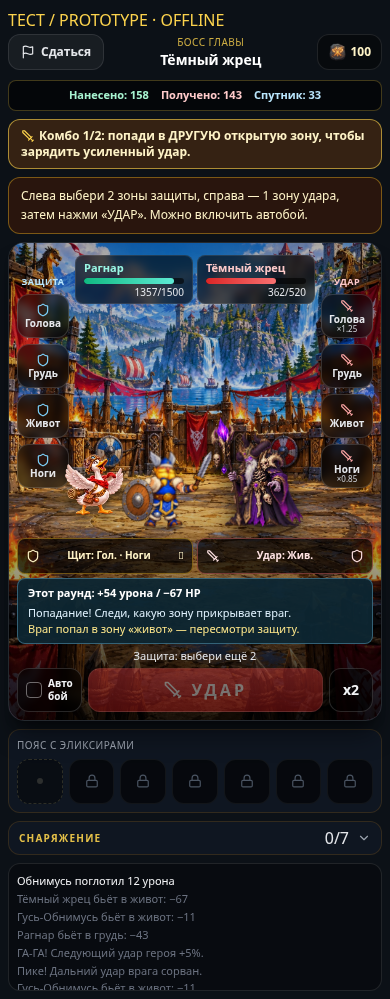 ТЕСТ / PROTOTYPE · OFFLINE
Сдаться
БОСС ГЛАВЫ
Тёмный жрец
100
Нанесено: 158 Получено: 143 Спутник: 33
Комбо 1/2: попади в ДРУГУЮ открытую зону, чтобы
зарядить усиленный удар.
Слева выбери 2 зоны защиты, справа — 1 зону удара,
затем нажми «УДАР». Можно включить автобой.
Рагнар
1357/1500
Тёмный жрец
362/520
ЗАЩИТА
УДАР
Голова
Голова
×1.25
Грудь
Грудь
Живот
Живот
Ноги
Ноги
×0.85
Щит: Гол. · Ноги
Удар: Жив.
Этот раунд: +54 урона / −67 HP
Попадание! Следи, какую зону прикрывает враг.
Враг попал в зону «живот» — пересмотри защиту.
Защита: выбери ещё 2
Авто
бой
УДАР
x2
ПОЯС С ЭЛИКСИРАМИ
СНАРЯЖЕНИЕ
0/7
Обнимусь поглотил 12 урона
Тёмный жрец бьёт в живот: −67
Гусь-Обнимусь бьёт в живот: −11
Рагнар бьёт в грудь: −43
ГА-ГА! Следующий удар героя +5%.
Пике! Дальний удар врага сорван.
Гусь-Обнимусь бьёт в живот: −11